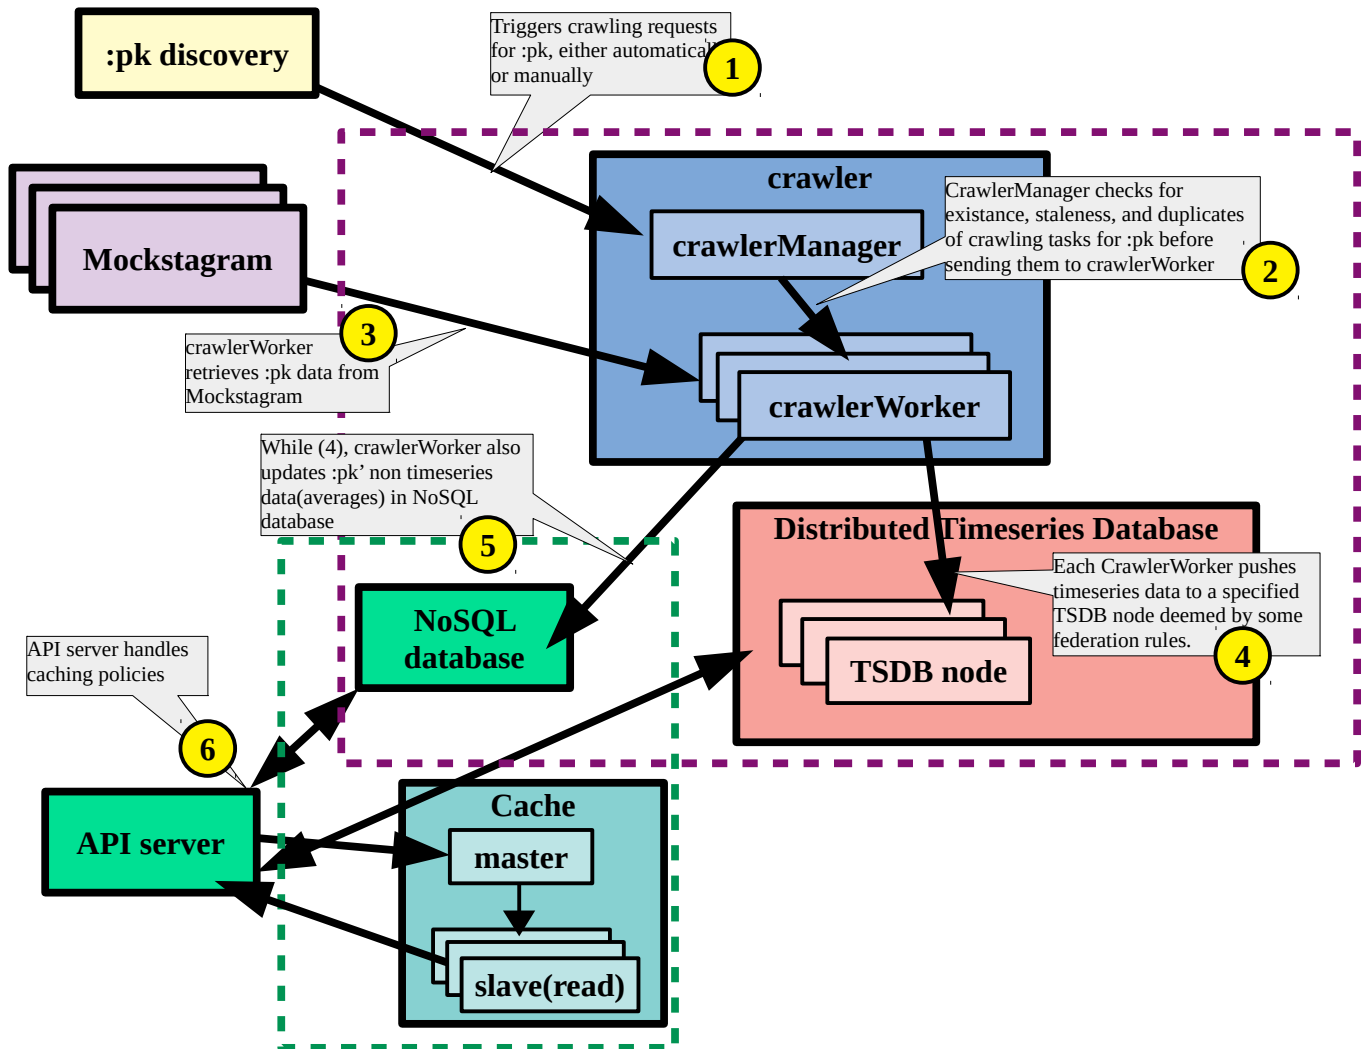 :pk discovery
Triggers crawling requests
for :pk, either automatical
or manually
1
crawler
Mockstagram
crawlerManager
CrawlerManager checks for
existance, staleness, and duplicates
of crawling tasks for :pk before
sending them to crawlerWorker
2
3
crawlerWorker
retrieves :pk data from
Mockstagram
crawlerWorker
While (4), crawlerWorker also
updates :pk’ non timeseries
data(averages) in NoSQL
database
5
Distributed Timeseries Database
Each CrawlerWorker pushes
timeseries data to a specified
TSDB node deemed by some
federation rules.
4
NoSQL
database
TSDB node
API server handles
caching policies
6
API server
Cache
master
slave(read)